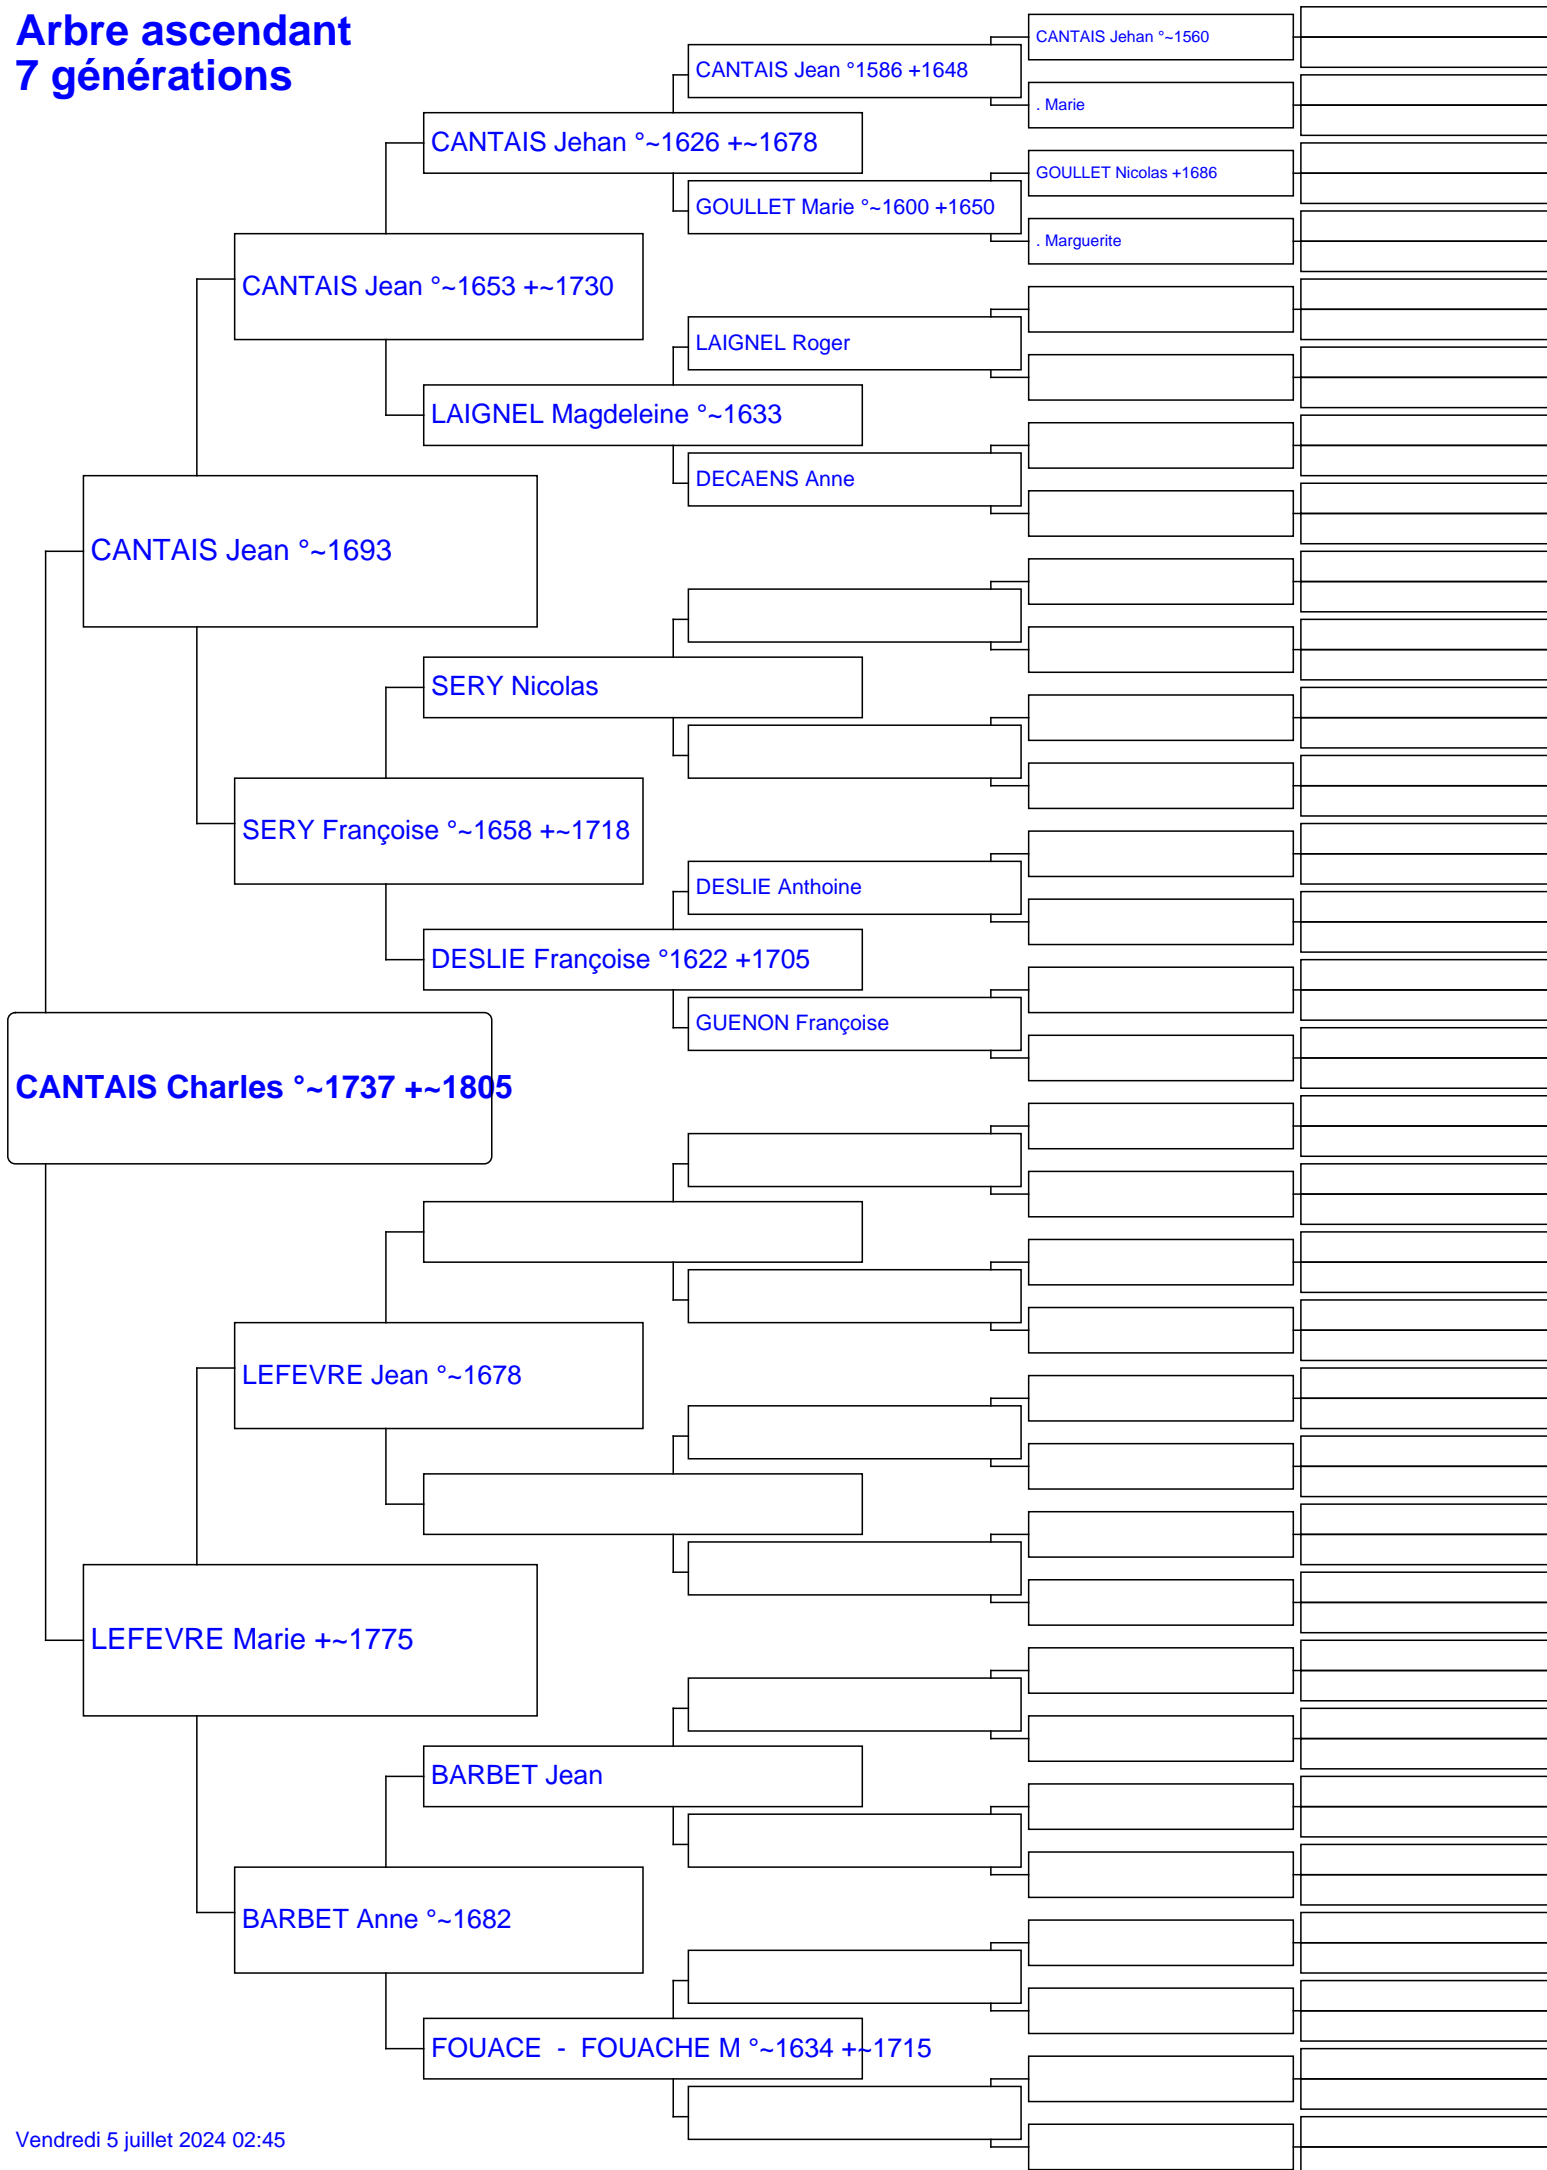 Arbre ascendant
7 générations
CANTAIS Jehan °~1560
CANTAIS Jean °1586 +1648
. Marie
CANTAIS Jehan °~1626 +~1678
GOULLET Nicolas +1686
GOULLET Marie °~1600 +1650
. Marguerite
CANTAIS Jean °~1653 +~1730
LAIGNEL Roger
LAIGNEL Magdeleine °~1633
DECAENS Anne
CANTAIS Jean °~1693
SERY Nicolas
SERY Françoise °~1658 +~1718
DESLIE Anthoine
DESLIE Françoise °1622 +1705
GUENON Françoise
CANTAIS Charles °~1737 +~1805
LEFEVRE Jean °~1678
LEFEVRE Marie +~1775
BARBET Jean
BARBET Anne °~1682
FOUACE  -  FOUACHE M °~1634 +~1715
Vendredi 5 juillet 2024 02:45